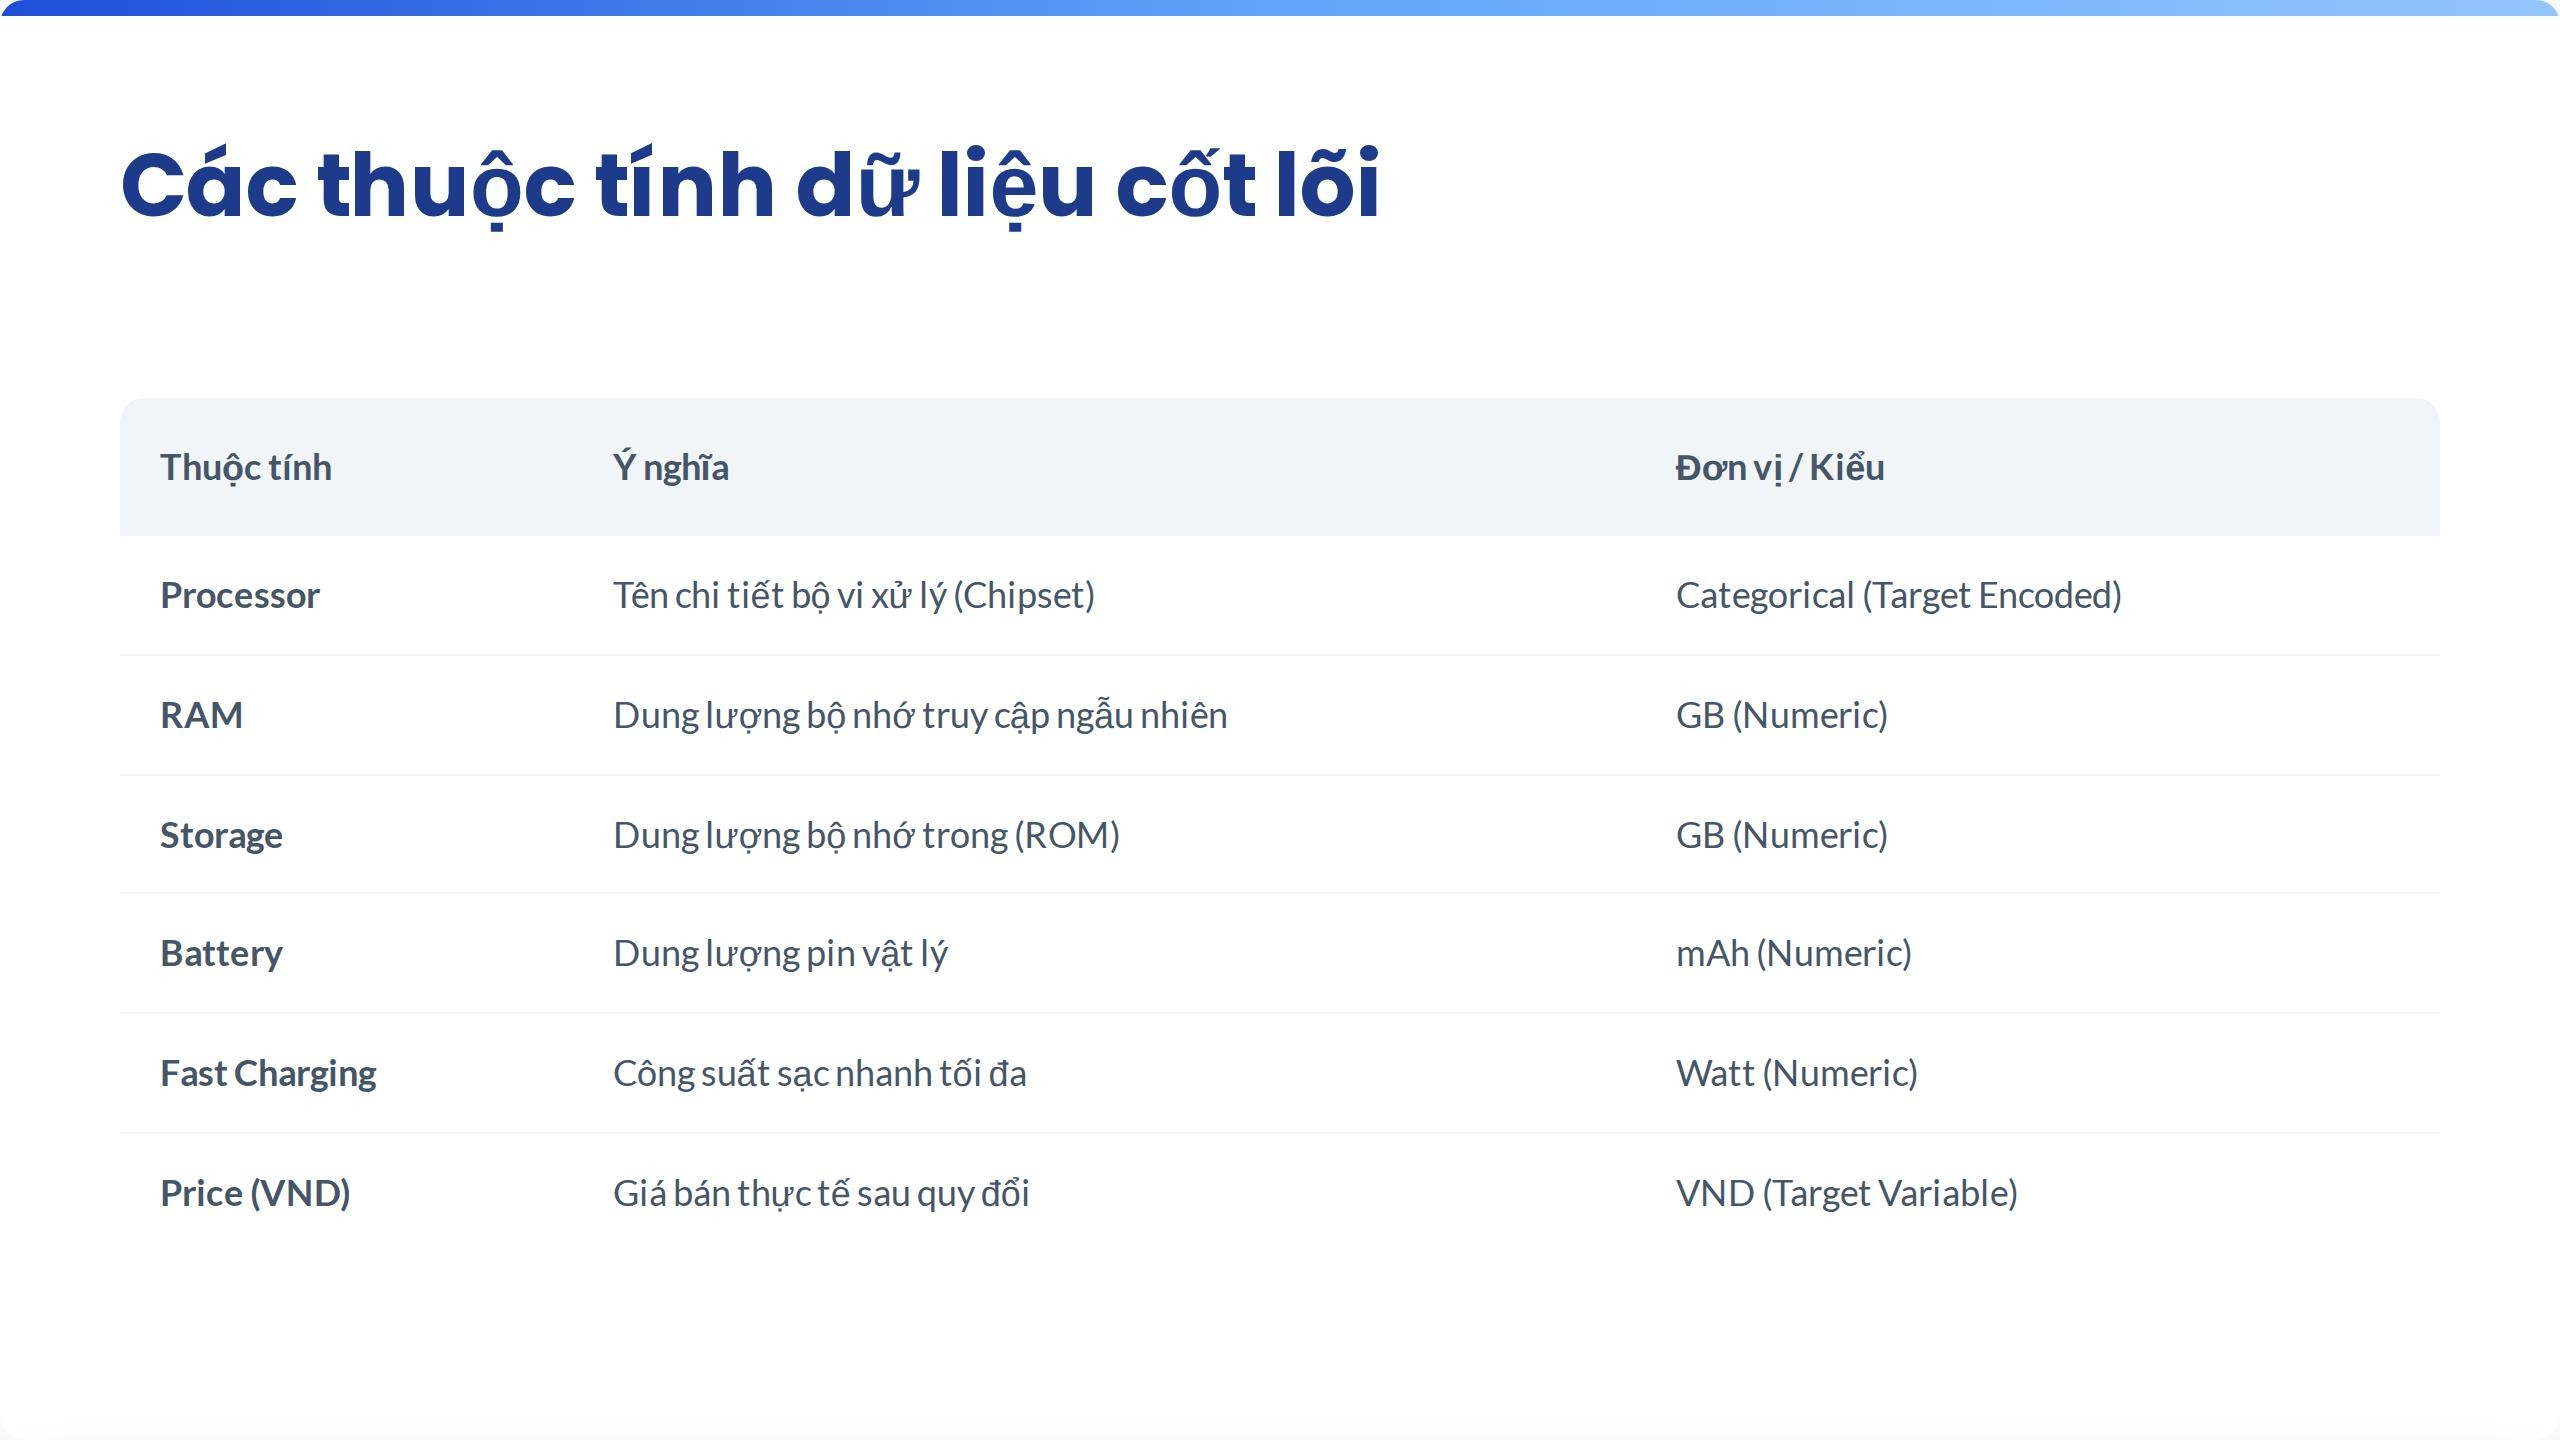 Các thuộc tính dữ liệu cốt lõi
Thuộc tính Ý nghĩa Đơn vị / Kiểu
Processor Tên chi tiết bộ vi xử lý (Chipset) Categorical (Target Encoded)
RAM Dung lượng bộ nhớ truy cập ngẫu nhiên GB (Numeric)
Storage Dung lượng bộ nhớ trong (ROM) GB (Numeric)
Battery Dung lượng pin vật lý mAh (Numeric)
Fast Charging Công suất sạc nhanh tối đa Watt (Numeric)
Price (VND) Giá bán thực tế sau quy đổi VND (Target Variable)